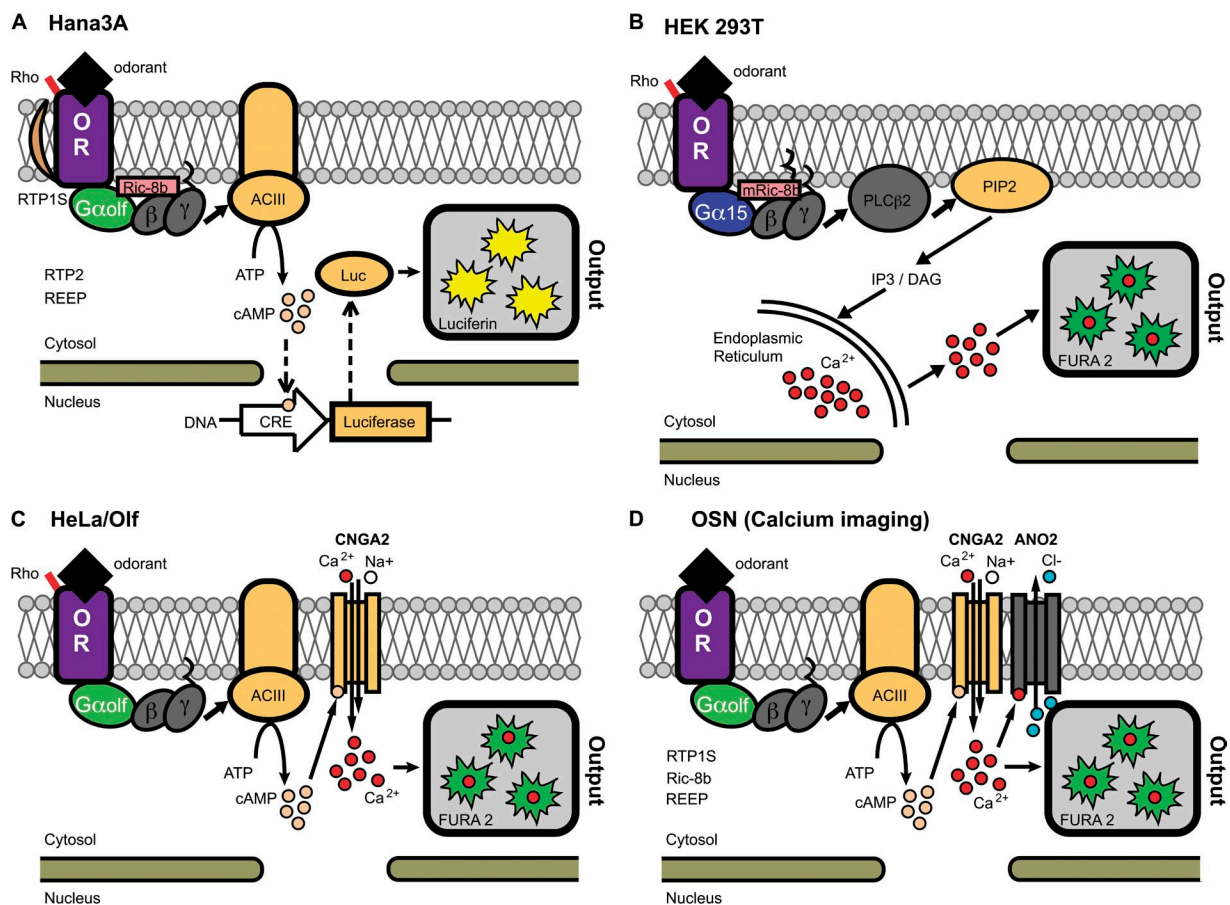 A Hana3A
Rho
odorant
O
R
RTP1S
Gαolf
Ric-8b
β
γ
ACIII
ATP
cAMP
RTP2
REEP
Luc
Luciferin
Output
Cytosol
Nucleus
DNA
CRE
Luciferase
B HEK 293T
Rho
odorant
O
R
Gα15
mRic-8b
β
γ
PLCβ2
PIP2
IP3 / DAG
Endoplasmic
Reticulum
Ca2+
FURA 2
Output
Cytosol
Nucleus
C HeLa/Olf
CNGA2
Ca2+
Na+
Rho
odorant
O
R
Gαolf
β
γ
ACIII
ATP
cAMP
Ca2+
FURA 2
Output
Cytosol
Nucleus
D OSN (Calcium imaging)
CNGA2 ANO2
Ca2+
Na+
Cl-
Rho
odorant
O
R
Gαolf
β
γ
ACIII
RTP1S
Ric-8b
REEP
ATP
cAMP
Ca2+
FURA 2
Output
Cytosol
Nucleus